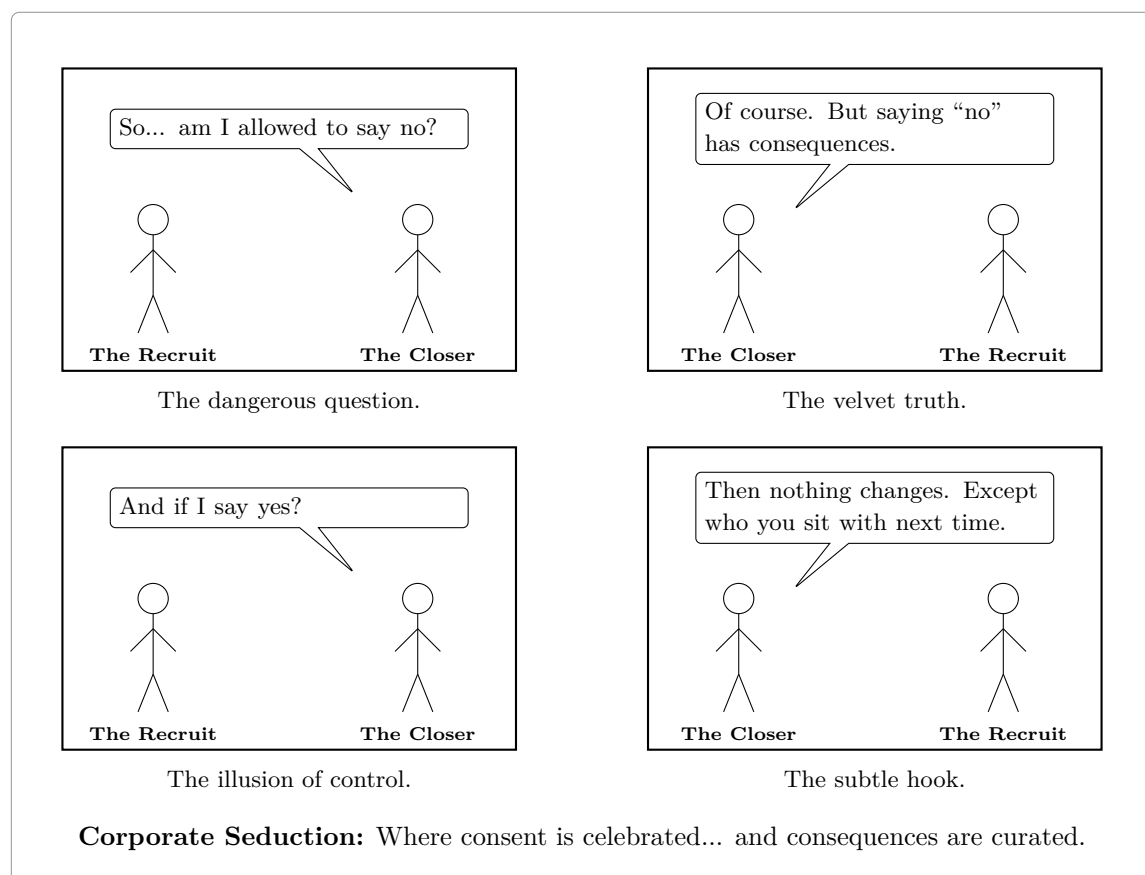 So... am I allowed to say no?
The Recruit
The Closer
The dangerous question.
Of course. But saying “no”
has consequences.
The Closer
The Recruit
The velvet truth.
And if I say yes?
The Recruit
The Closer
The illusion of control.
Then nothing changes. Except
who you sit with next time.
The Closer
The Recruit
The subtle hook.
Corporate Seduction: Where consent is celebrated... and consequences are curated.